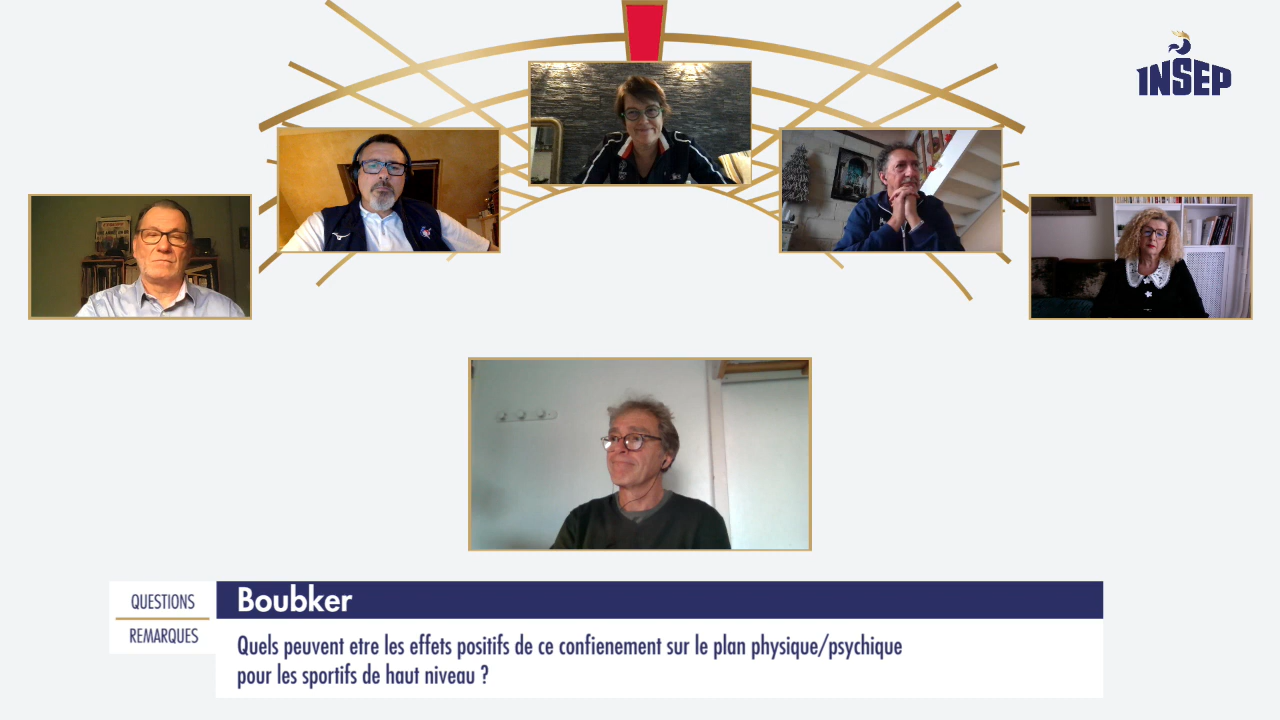 INSEP
QUESTIONS
REMARQUES
Boubker
Quels peuvent etre les effets positifs de ce confienement sur le plan physique/psychique
pour les sportifs de haut niveau ?